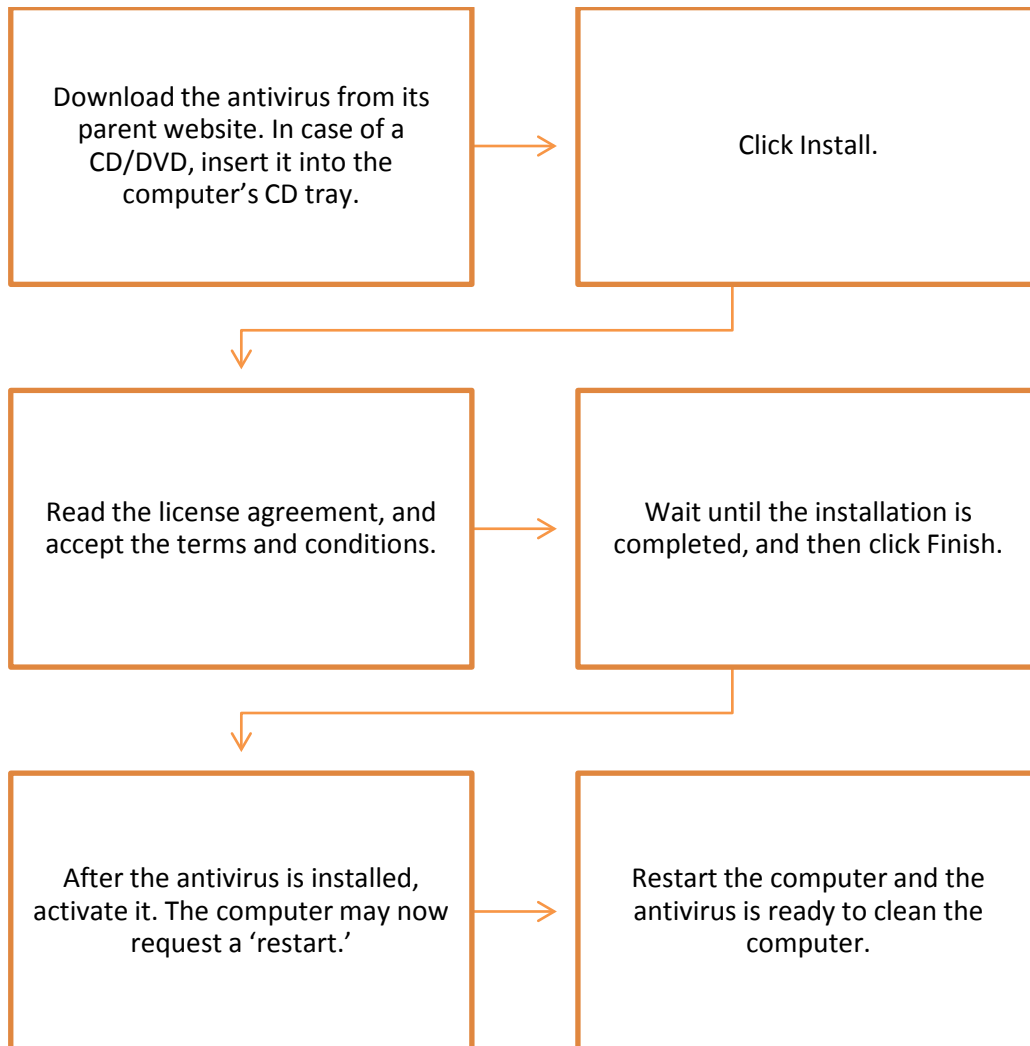 Download the antivirus from its
parent website. In case of a
CD/DVD, insert it into the
computer’s CD tray.
Click Install.
Read the license agreement, and
accept the terms and conditions.
Wait until the installation is
completed, and then click Finish.
After the antivirus is installed,
activate it. The computer may now
request a ‘restart.’
Restart the computer and the
antivirus is ready to clean the
computer.